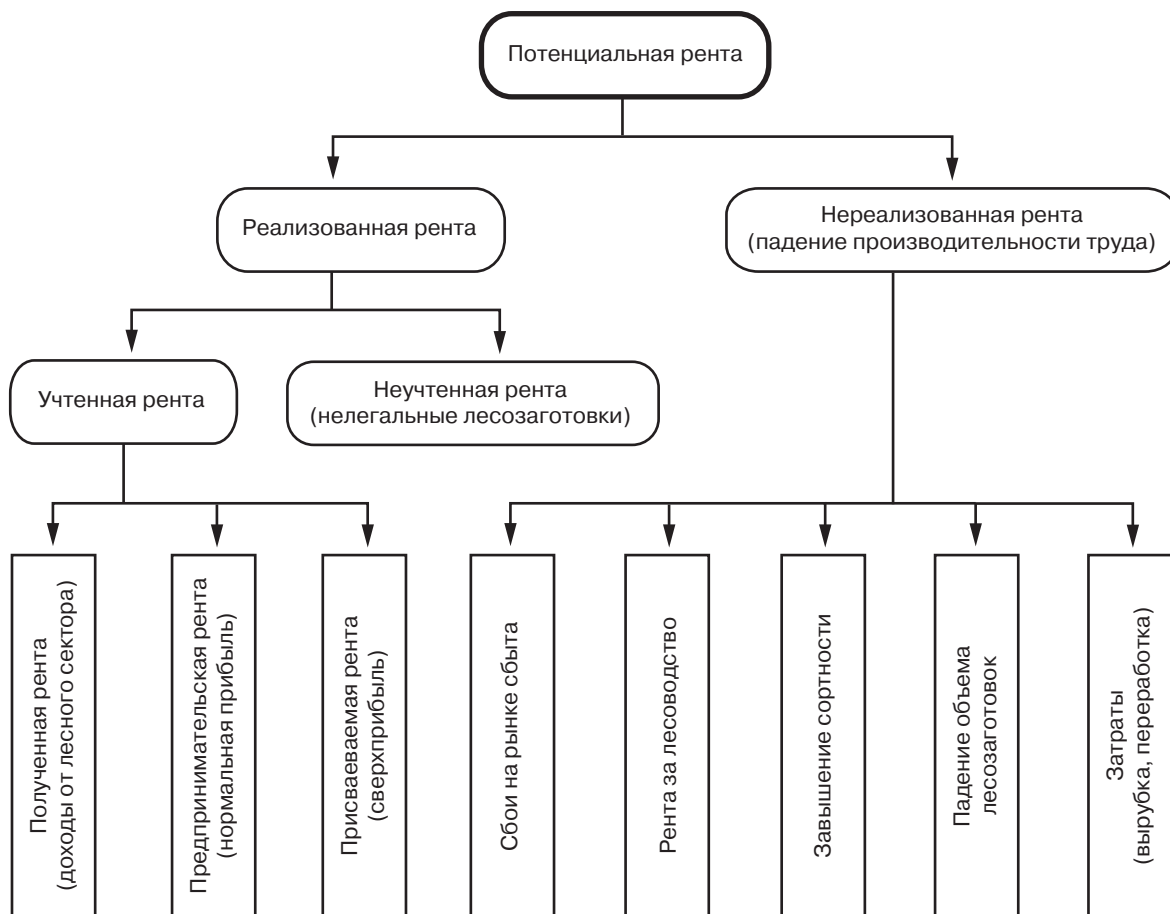 Потенциальная рента
Реализованная рента
Нереализованная рента
(падение производительности труда)
Учтенная рента
Неучтенная рента
(нелегальные лесозаготовки)
Полученная рента
(доходы от лесного сектора)
Предпринимательская рента
(нормальная прибыль)
Присваеваемая рента
(сверхприбыль)
Сбои на рынке сбыта
Рента за лесоводство
Завышение сортности
Падение объема
лесозаготовок
Затраты
(вырубка, переработка)